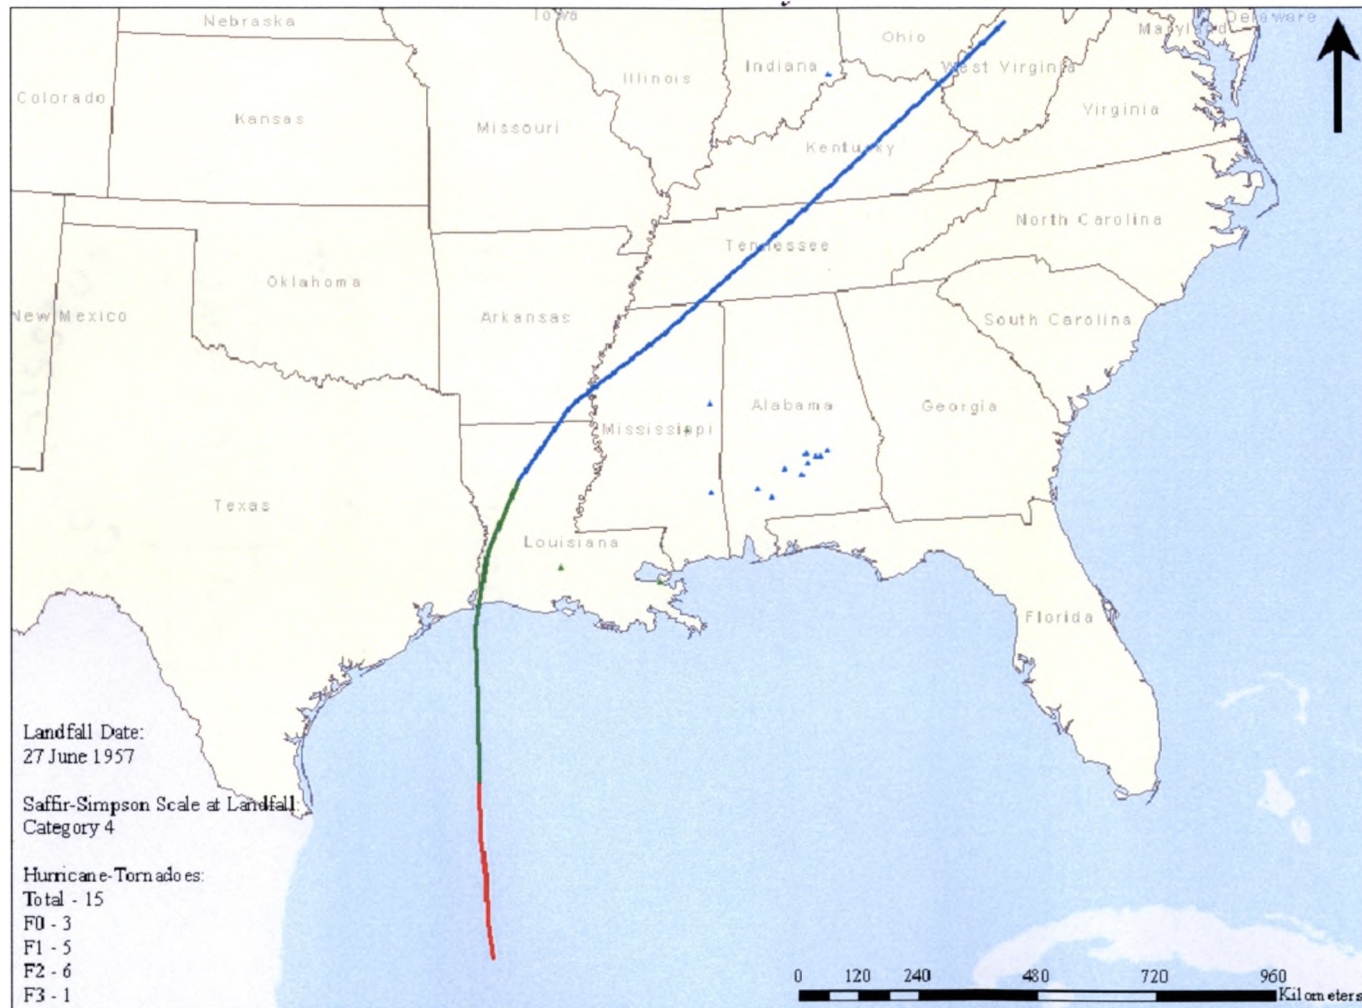 Nebraska
Iowa
Ohio
Maryland
Delaware
Colorado
Kansas
Missouri
Illinois
Indiana
West Virginia
Virginia
Kentucky
North Carolina
Tennessee
Oklahoma
New Mexico
Arkansas
South Carolina
Mississippi
Alabama
Georgia
Texas
Louisiana
Florida
Landfall Date:
27 June 1957
Saffir-Simpson Scale at Landfall:
Category 4
Hurricane-Tornadoes:
Total - 15
F0 - 3
F1 - 5
F2 - 6
F3 - 1
0 120 240 480 720 960
Kilometers